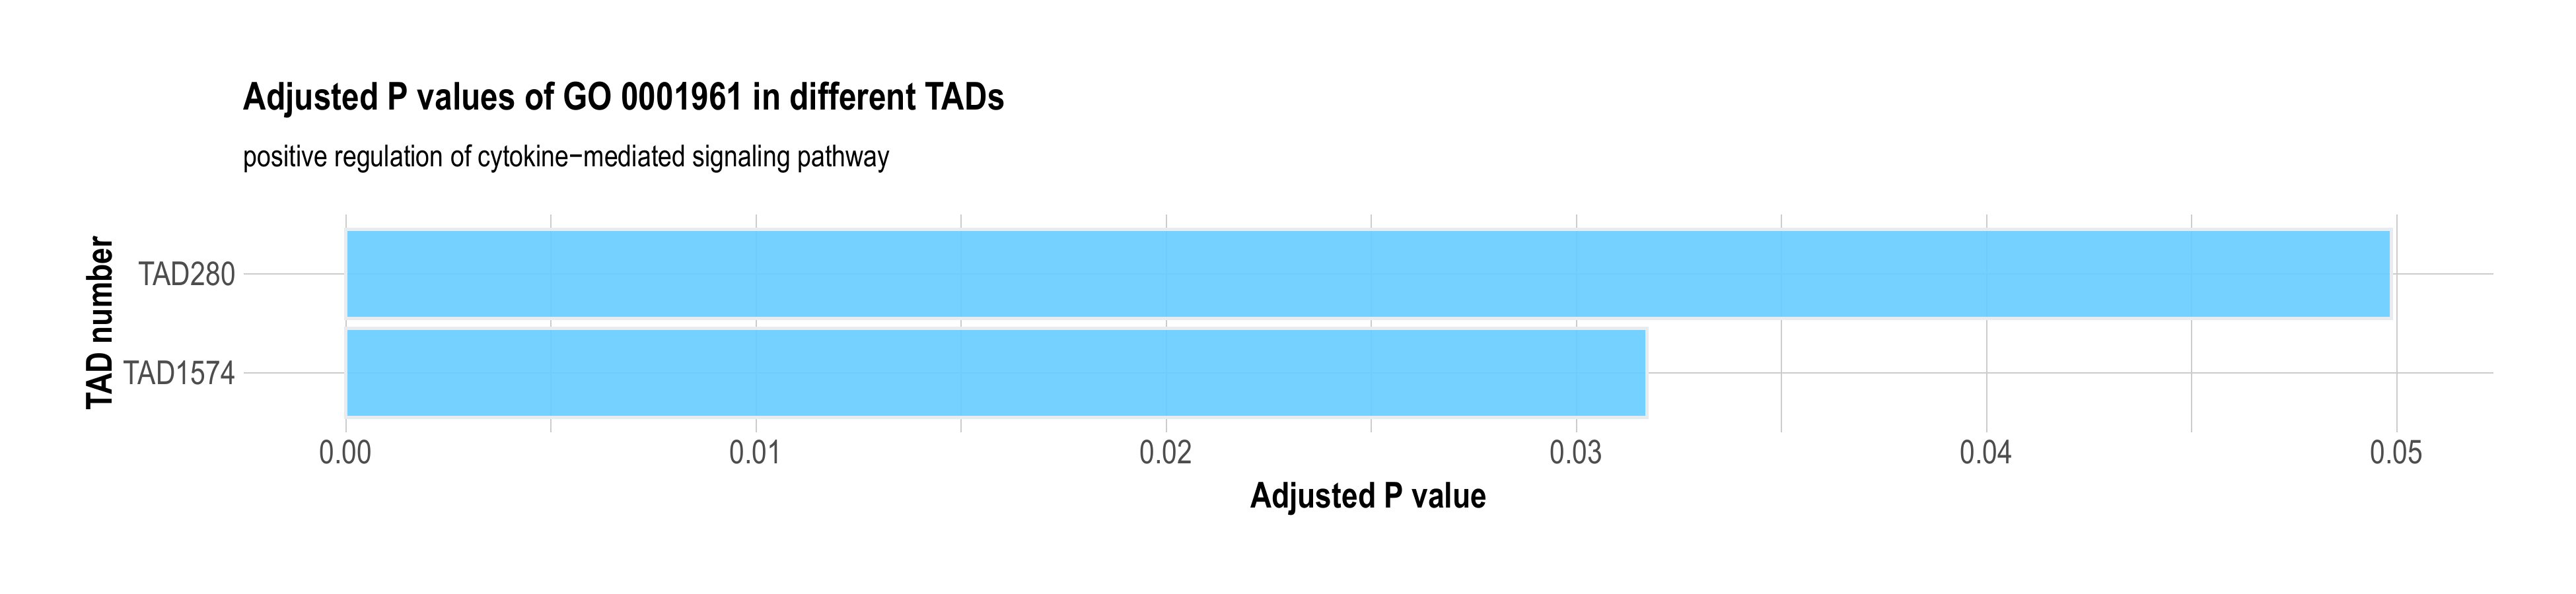 Adjusted P values of GO 0001961 in different TADs
positive regulation of cytokine−mediated signaling pathway
TAD number
TAD280
TAD1574
0.00 0.01 0.02 0.03 0.04 0.05
Adjusted P value